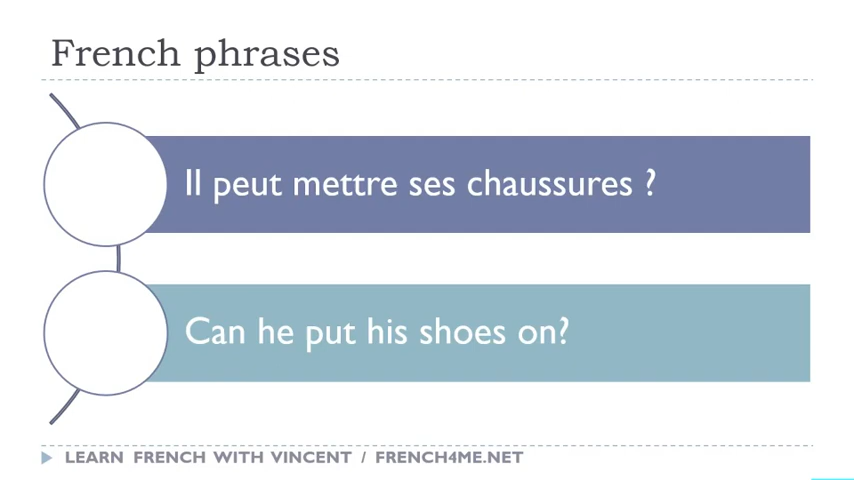 French phrases
Il peut mettre ses chaussures ?
Can he put his shoes on?
LEARN FRENCH WITH VINCENT / FRENCH4ME.NET